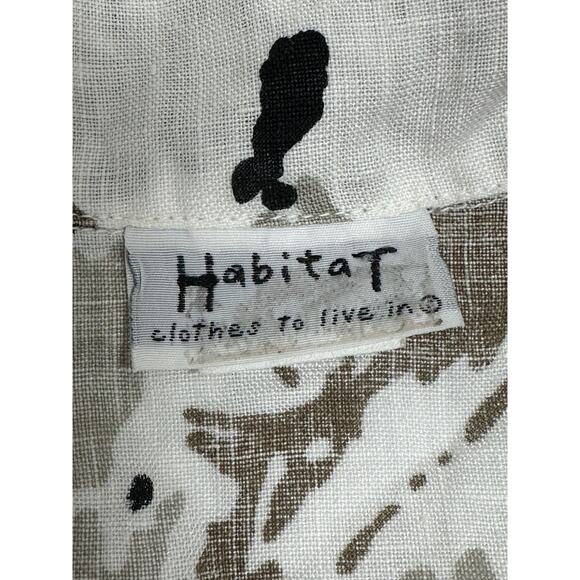 HabitaT
clothes to live in®